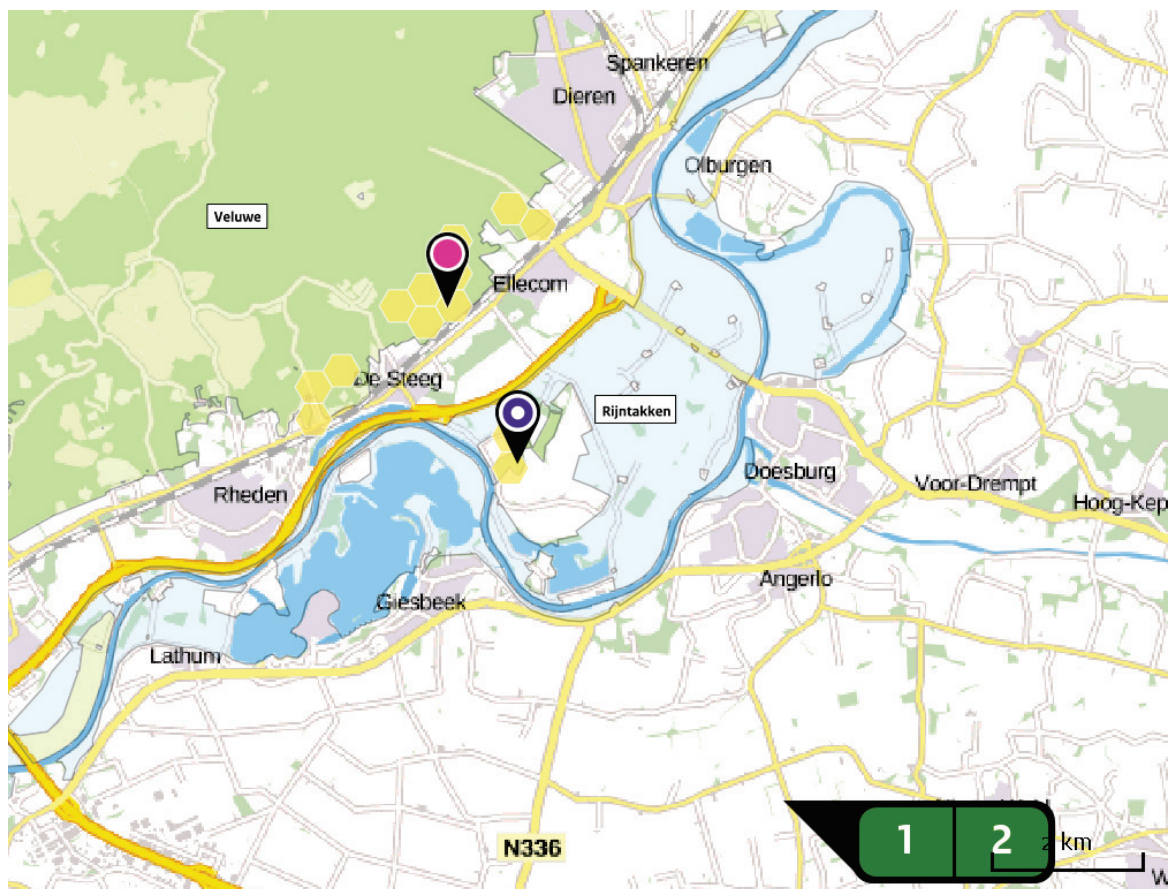 Spankeren
Dieren
Olburgen
Veluwe
Ellecom
De Steeg
Rijntakken
Doesburg
Rheden
Voor-Drempt
Hoog-Kep
Angerlo
Giesbeek
Lathum
N336
1 2
km
W